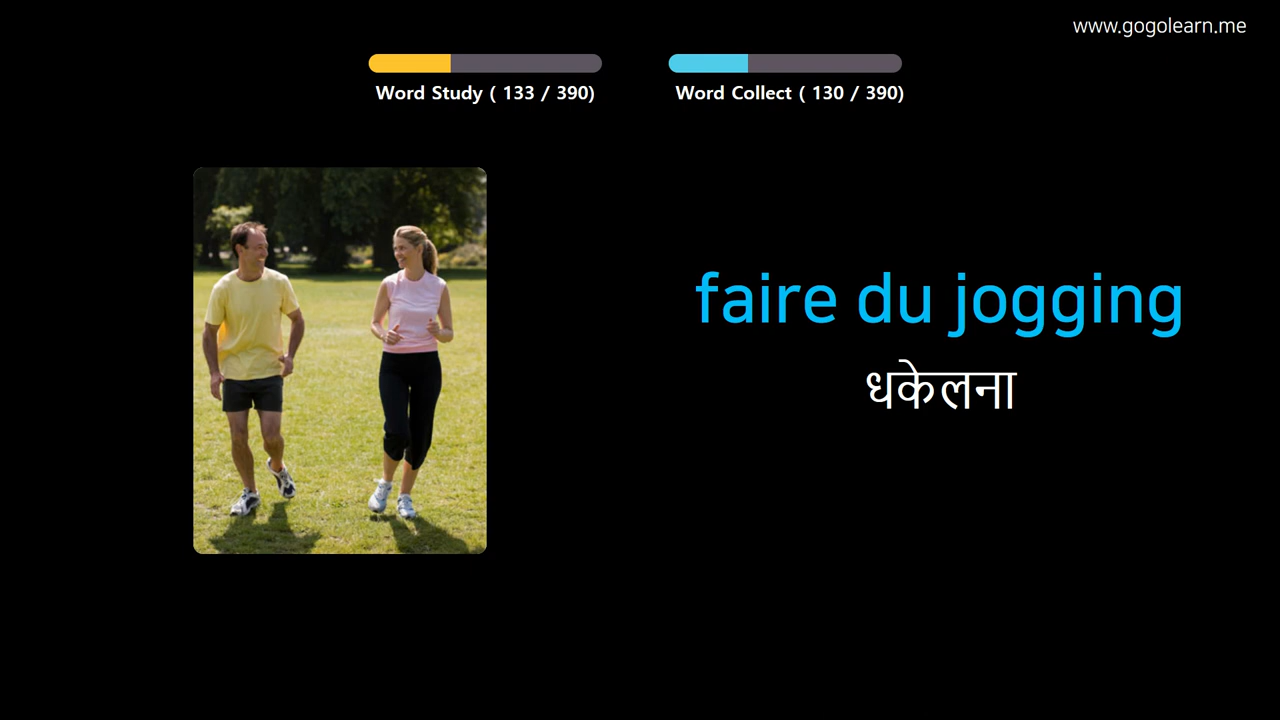 www.gogolearn.me
Word Study ( 133 / 390)
Word Collect ( 130 / 390)
faire du jogging
धकेलना